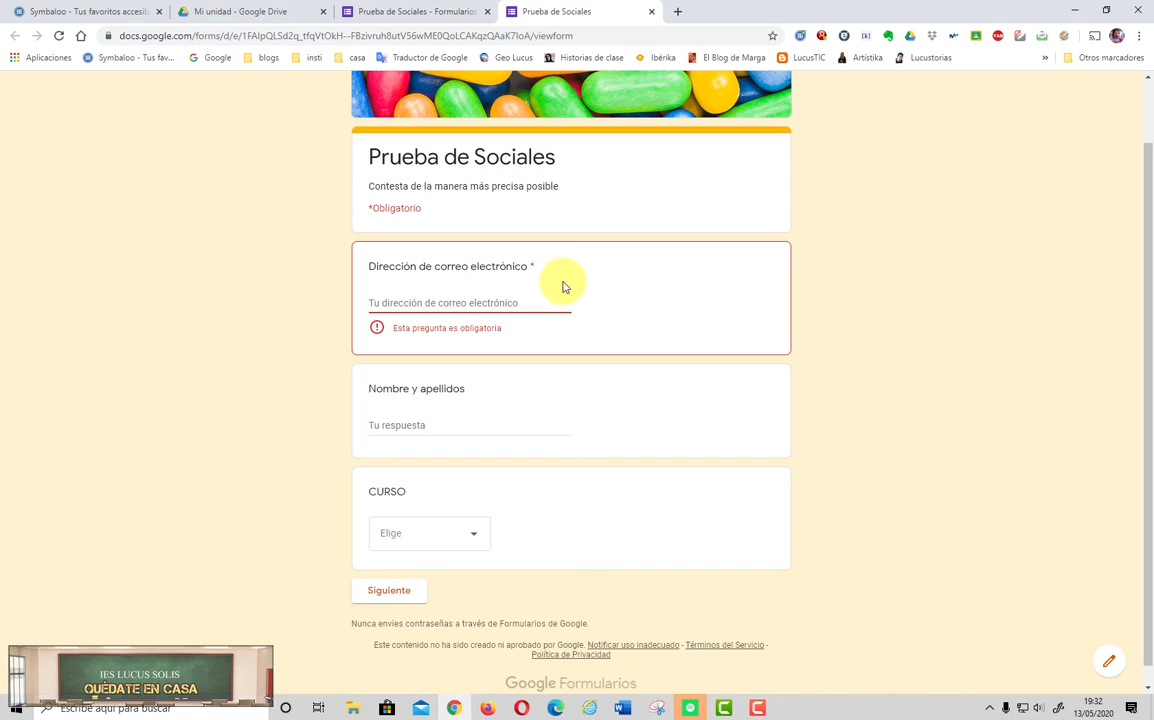 Symbaloo - Tus favoritos accesib
Mi unidad - Google Drive
Prueba de Sociales - Formularios
Prueba de Sociales
docs.google.com/forms/d/e/1FAIpQLSd2q_tfqVtOkH--FBzivruh8utV56wME0QoLCKaqzQAaK7IoA/viewform
Aplicaciones
Symbaloo - Tus fav...
Google
blogs
insti
casa
Traductor de Google
Geo Lucus
Historias de clase
Ibérika
El Blog de Marga
LucusTIC
Artístika
Lucustorias
»
Otros marcadores
Prueba de Sociales
Contesta de la manera más precisa posible
*Obligatorio
Dirección de correo electrónico *
Tu dirección de correo electrónico
Esta pregunta es obligatoria
Nombre y apellidos
Tu respuesta
CURSO
Elige
Siguiente
Nunca envíes contraseñas a través de Formularios de Google.
Este contenido no ha sido creado ni aprobado por Google. Notificar uso inadecuado - Términos del Servicio -
Política de Privacidad
Google Formularios
IES LUCUS SOLIS
QUÉDATE EN CASA
Escribe aquí para buscar
19:32
13/05/2020